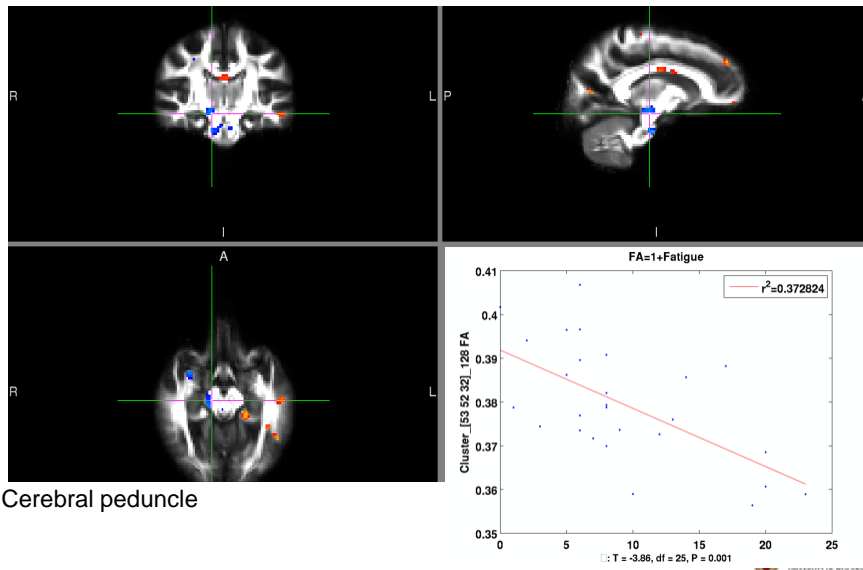 R
L
I
P
I
A
R
L
Cerebral peduncle
FA=1+Fatigue
r²=0.372824
Cluster_[53 52 32]_128 FA
0.41
0.4
0.39
0.38
0.37
0.36
0.35
0 5 10 15 20 25
: T = -3.86, df = 25, P = 0.001